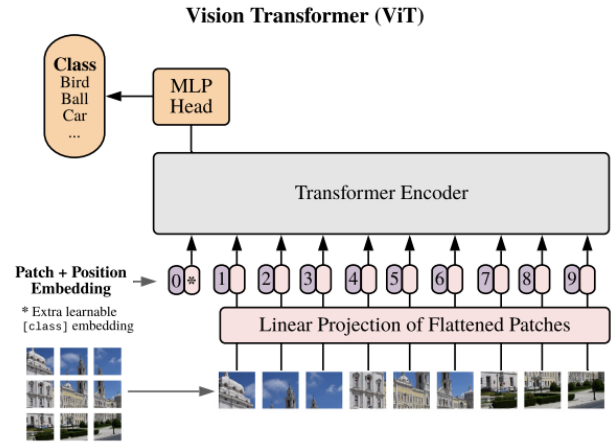 Vision Transformer (ViT)
Class
Bird
Ball
Car
...
MLP
Head
Transformer Encoder
Patch + Position
Embedding
0 * 1 2 3 4 5 6 7 8 9
* Extra learnable
[class] embedding
Linear Projection of Flattened Patches